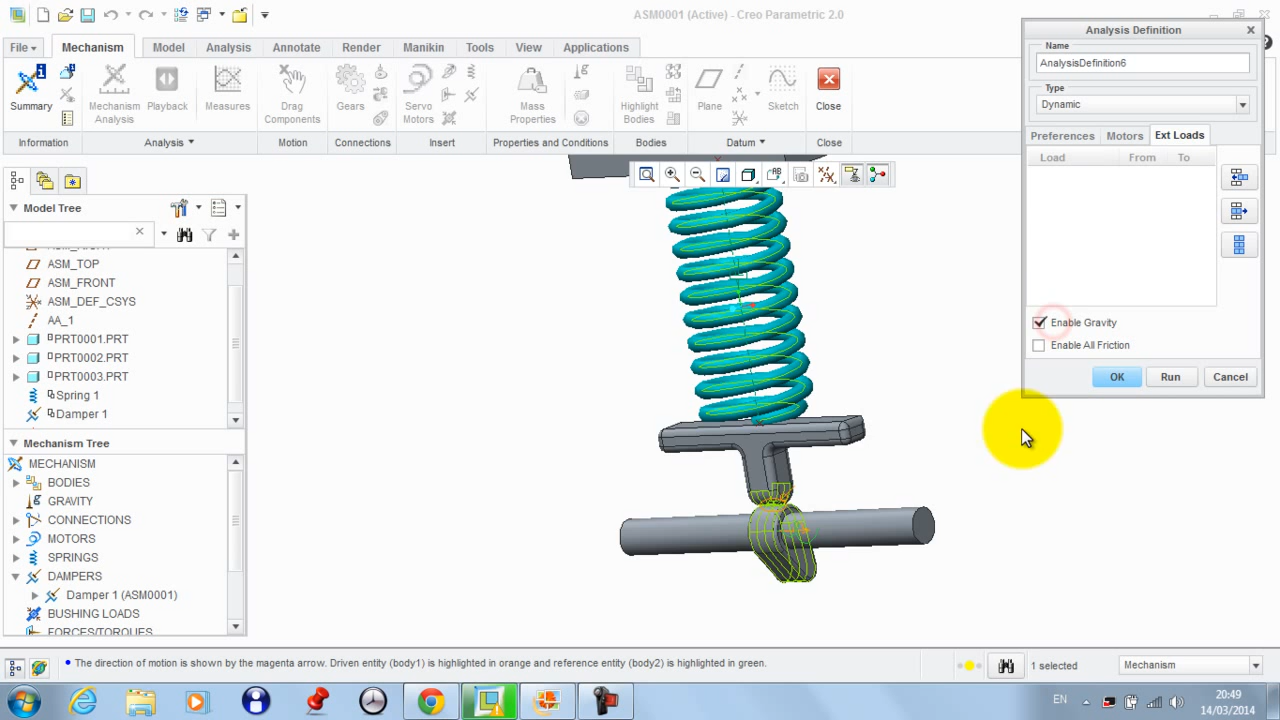 ASM0001 (Active) - Creo Parametric 2.0
File
Mechanism
Model
Analysis
Annotate
Render
Manikin
Tools
View
Applications
Summary
Mechanism Analysis
Playback
Measures
Drag Components
Gears
Servo Motors
Mass Properties
Highlight Bodies
Plane
Sketch
Close
Information
Analysis
Motion
Connections
Insert
Properties and Conditions
Bodies
Datum
Close
Model Tree
ASM_TOP
ASM_FRONT
ASM_DEF_CSYS
AA_1
PRT0001.PRT
PRT0002.PRT
PRT0003.PRT
Spring 1
Damper 1
Mechanism Tree
MECHANISM
BODIES
GRAVITY
CONNECTIONS
MOTORS
SPRINGS
DAMPERS
Damper 1 (ASM0001)
BUSHING LOADS
FORCES/TORQUES
Analysis Definition
Name
AnalysisDefinition6
Type
Dynamic
Preferences
Motors
Ext Loads
Load
From
To
Enable Gravity
Enable All Friction
OK
Run
Cancel
The direction of motion is shown by the magenta arrow. Driven entity (body1) is highlighted in orange and reference entity (body2) is highlighted in green.
1 selected
Mechanism
EN
20:49
14/03/2014